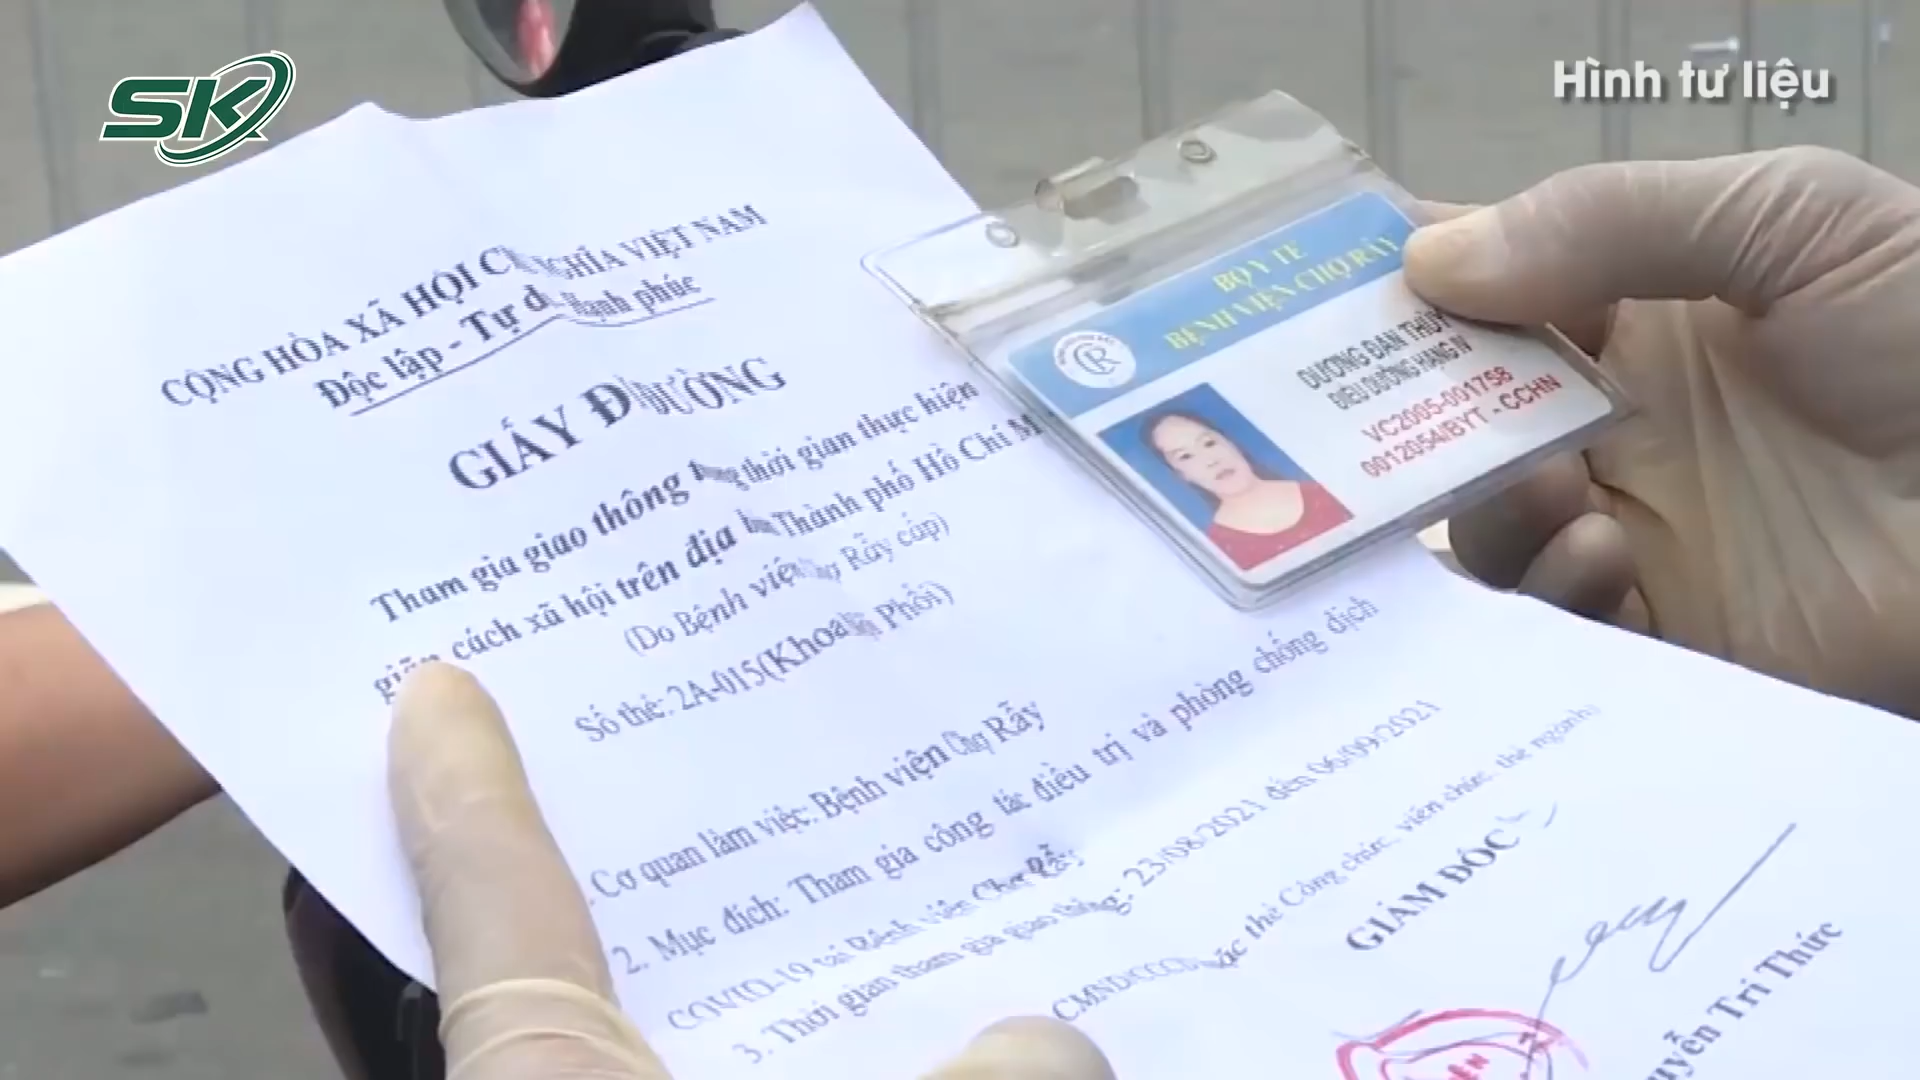 SK
Hình tư liệu
CỘNG HÒA XÃ HỘI CHỦ NGHĨA VIỆT NAM
Độc lập - Tự do - Hạnh phúc
GIẤY ĐI ĐƯỜNG
Tham gia giao thông trong thời gian thực hiện
giãn cách xã hội trên địa bàn Thành phố Hồ Chí M
(Do Bệnh viện Chợ Rẫy cấp)
Số thẻ: 2A-015(Khoa Nội Phổi)
. Cơ quan làm việc: Bệnh viện Chợ Rẫy
2. Mục đích: Tham gia công tác điều trị và phòng chống dịch
COVID-19 tại Bệnh viện Chợ Rẫy
3. Thời gian tham gia giao thông: 23/08/2021 đến 06/09/2021
CMND/CCCD các thẻ Công chức, viên chức, thẻ ngành)
GIÁM ĐỐC
uyễn Tri Thức
BỘ Y TẾ
BỆNH VIỆN CHỢ RẪY
DƯƠNG ĐAN THÙY
ĐIỀU DƯỠNG HẠNG IV
VC2005-001758
0012054/BYT - CCHN